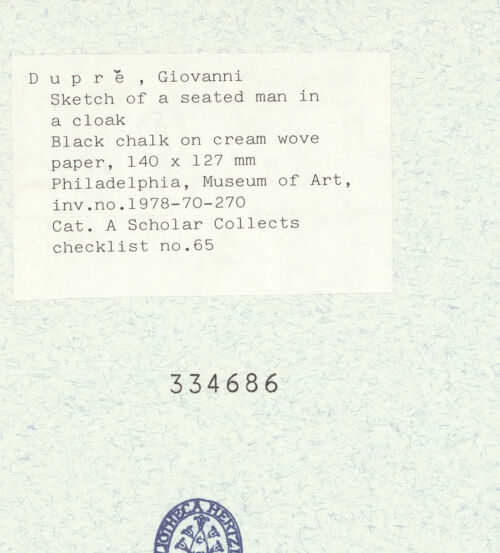 D u p r ě , Giovanni
Sketch of a seated man in
a cloak
Black chalk on cream wove
paper, 140 x 127 mm
Philadelphia, Museum of Art,
inv.no.1978-70-270
Cat. A Scholar Collects
checklist no.65
334686